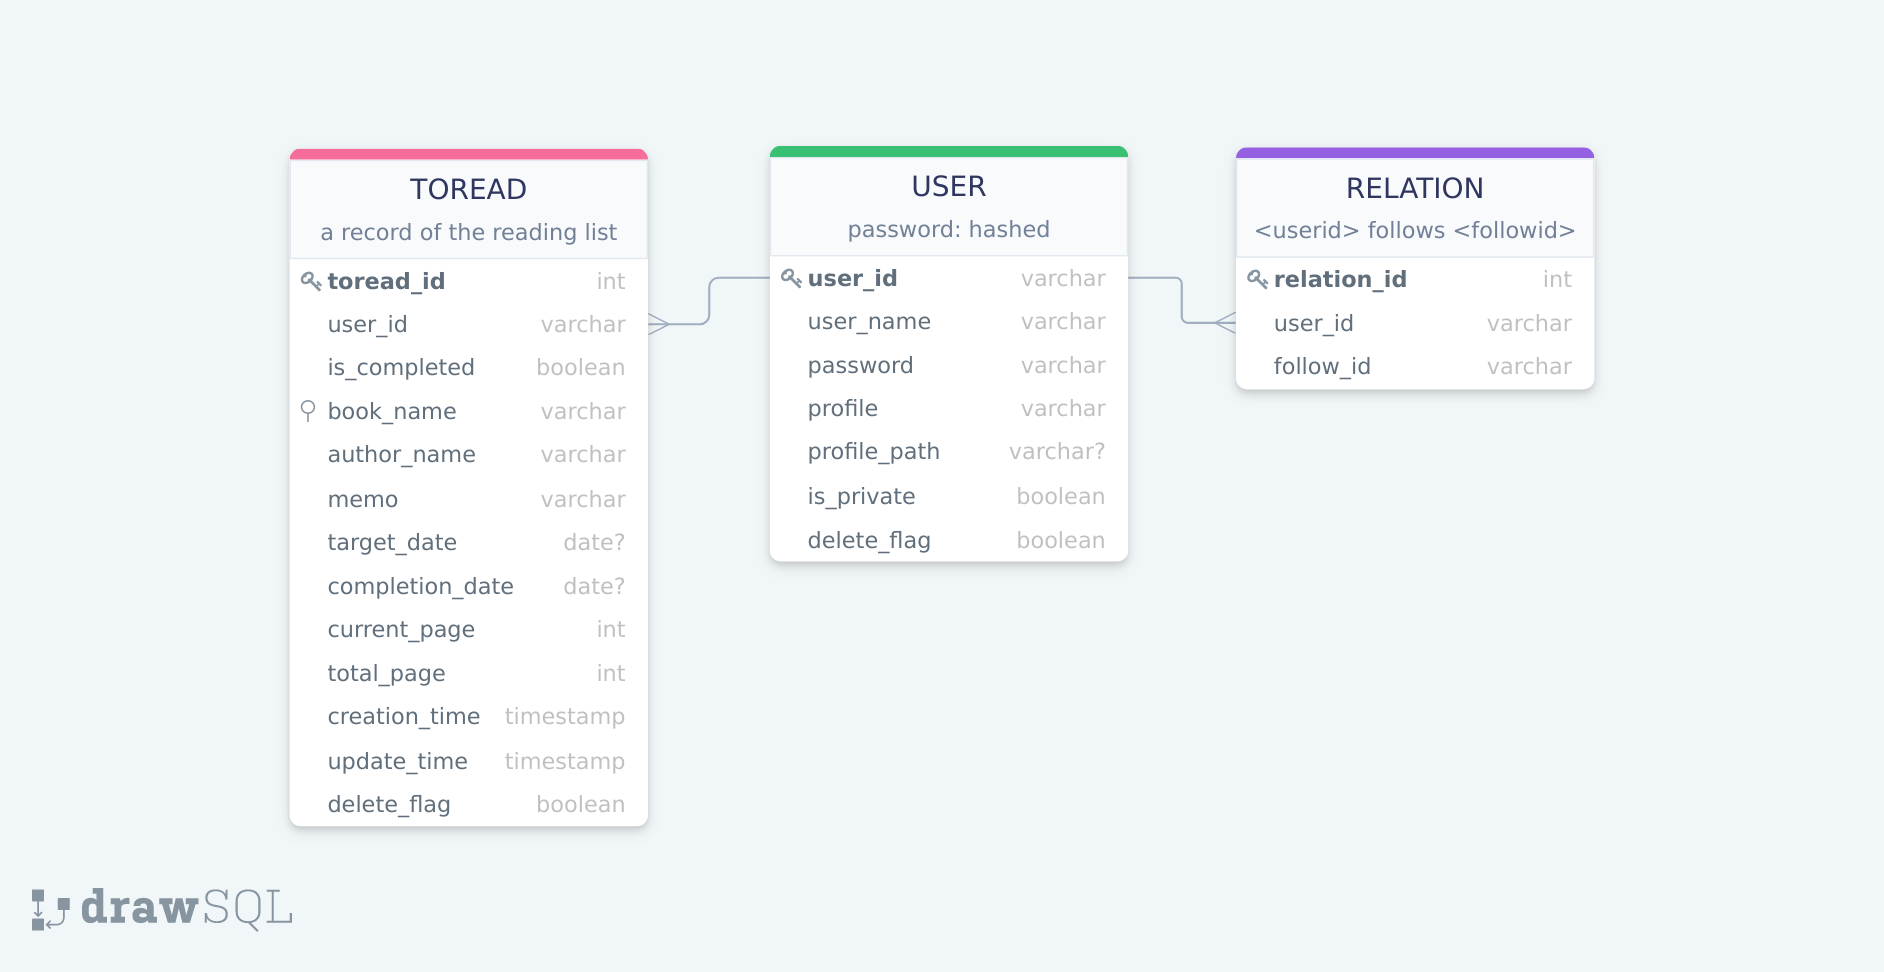 TOREAD
a record of the reading list
toread_id int
user_id varchar
is_completed boolean
book_name varchar
author_name varchar
memo varchar
target_date date?
completion_date date?
current_page int
total_page int
creation_time timestamp
update_time timestamp
delete_flag boolean
USER
password: hashed
user_id varchar
user_name varchar
password varchar
profile varchar
profile_path varchar?
is_private boolean
delete_flag boolean
RELATION
<userid> follows <followid>
relation_id int
user_id varchar
follow_id varchar
drawSQL